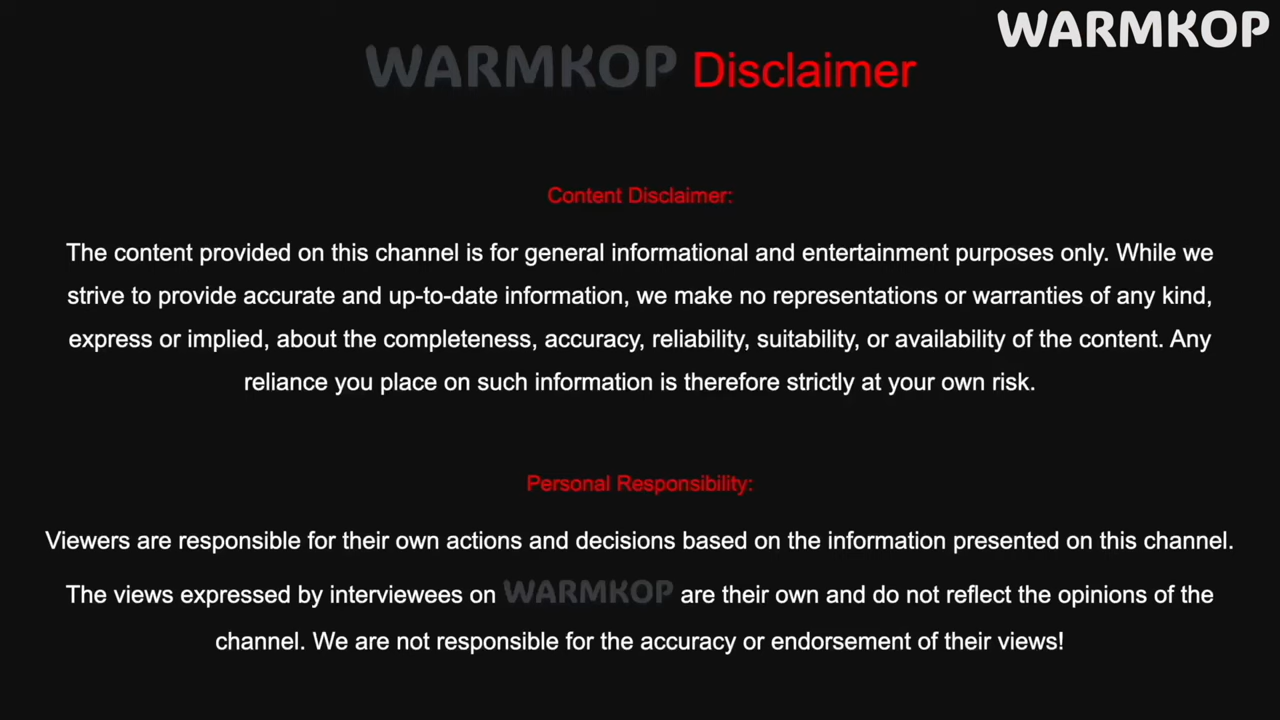 WARMKOP
WARMKOP Disclaimer
Content Disclaimer:
The content provided on this channel is for general informational and entertainment purposes only. While we
strive to provide accurate and up-to-date information, we make no representations or warranties of any kind,
express or implied, about the completeness, accuracy, reliability, suitability, or availability of the content. Any
reliance you place on such information is therefore strictly at your own risk.
Personal Responsibility:
Viewers are responsible for their own actions and decisions based on the information presented on this channel.
The views expressed by interviewees on WARMKOP are their own and do not reflect the opinions of the
channel. We are not responsible for the accuracy or endorsement of their views!